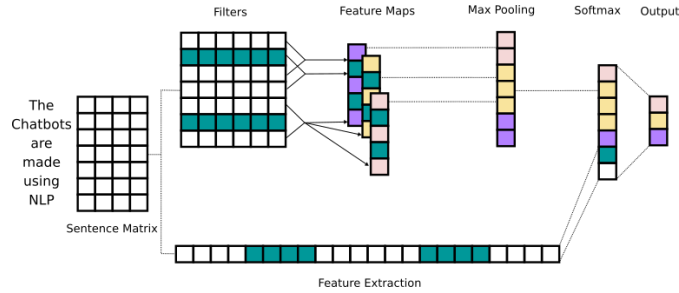 Filters
Feature Maps
Max Pooling
Softmax
Output
The
Chatbots
are
made
using
NLP
Sentence Matrix
Feature Extraction